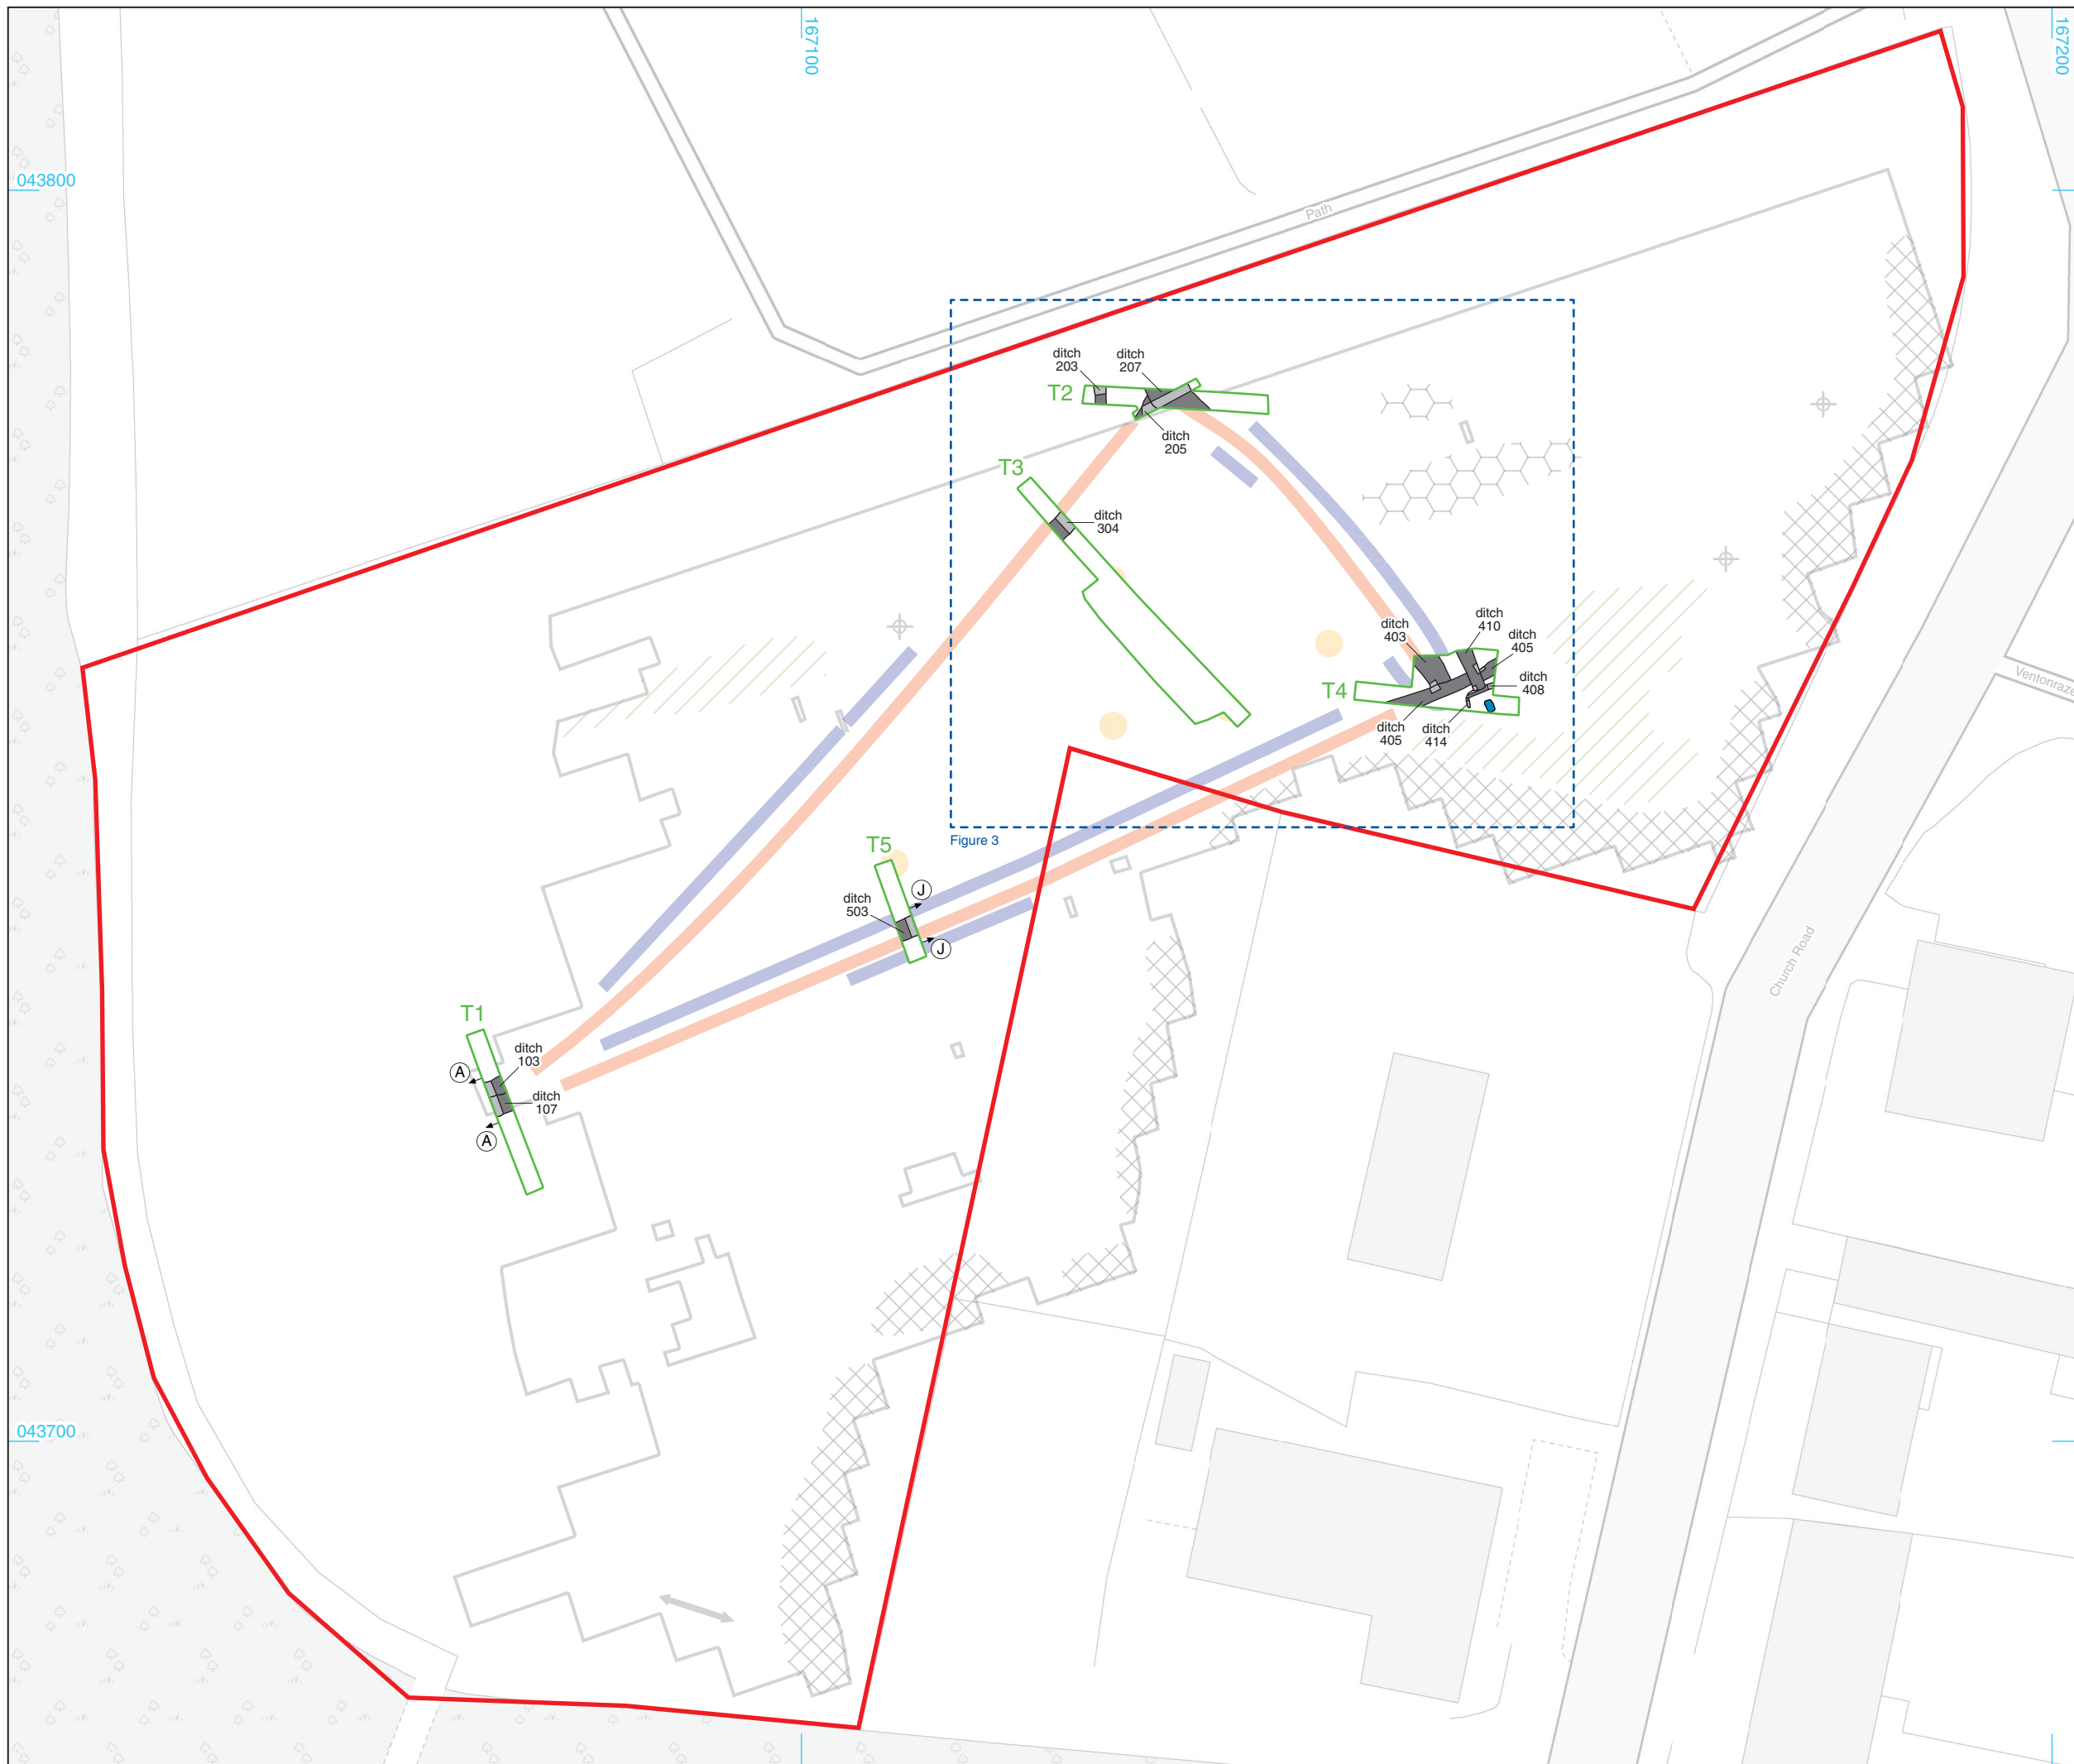 167100
167200
043800
Path
ditch
203
ditch
207
T2
ditch
205
T3
ditch
304
ditch
403
ditch
410
ditch
405
ditch
408
T4
ditch
405
ditch
414
Ventonraze
Figure 3
T5
J
ditch
503
J
Church Road
T1
ditch
103
A
ditch
107
A
043700